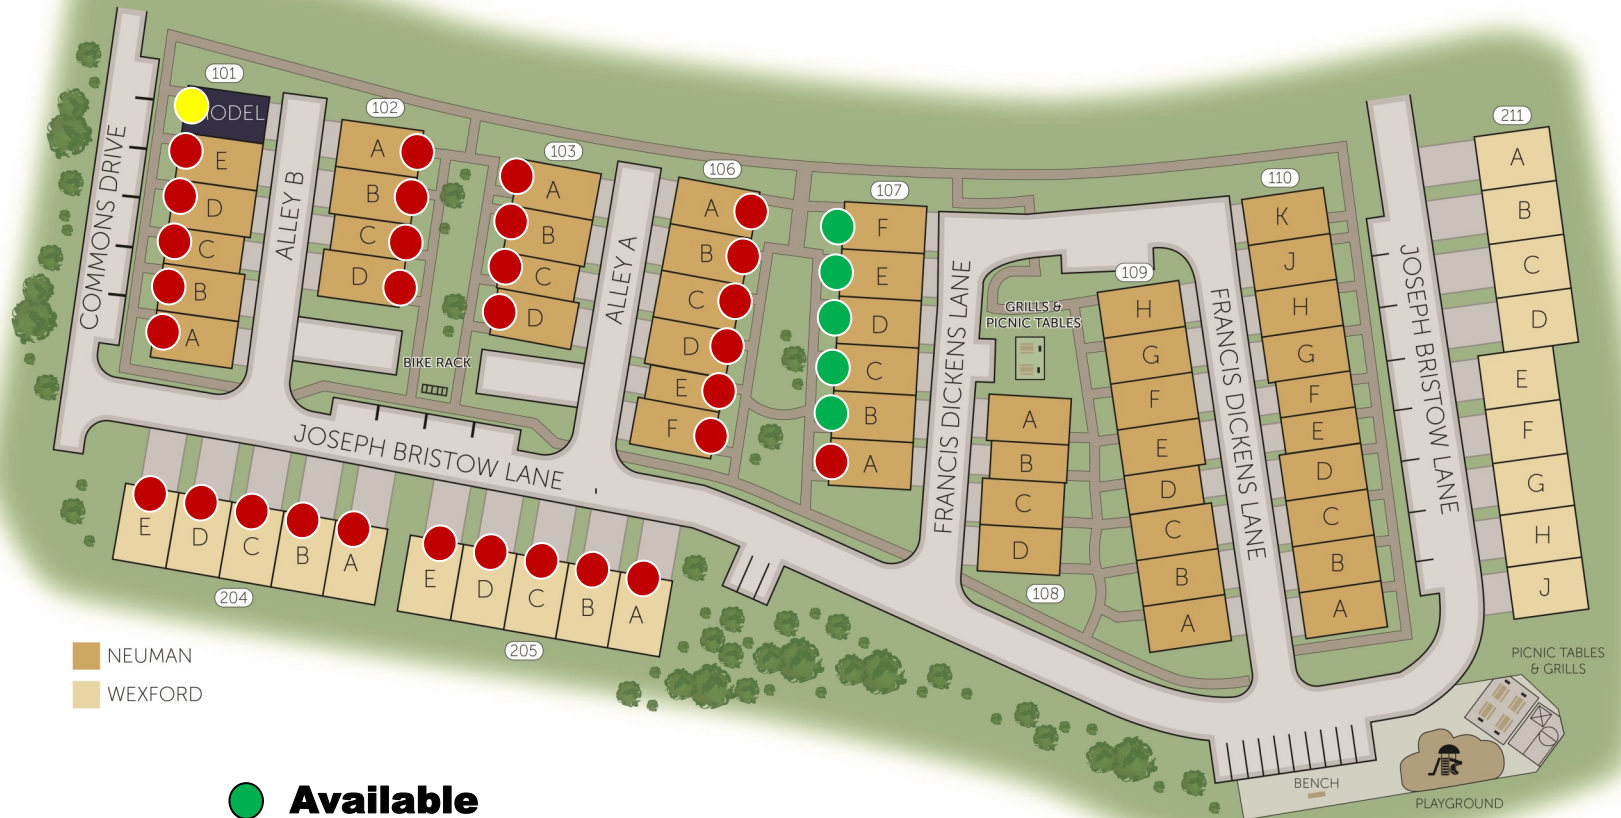 101
MODEL
E
D
C
B
A
COMMONS DRIVE
ALLEY B
102
A
B
C
D
103
A
B
C
D
BIKE RACK
ALLEY A
106
A
B
C
D
E
F
107
F
E
D
C
B
A
JOSEPH BRISTOW LANE
FRANCIS DICKENS LANE
GRILLS &
PICNIC TABLES
A
B
C
D
108
109
H
G
F
E
D
C
B
A
FRANCIS DICKENS LANE
110
K
J
H
G
F
E
D
C
B
A
JOSEPH BRISTOW LANE
211
A
B
C
D
E
F
G
H
J
E
D
C
B
A
204
E
D
C
B
A
205
NEUMAN
WEXFORD
PICNIC TABLES
& GRILLS
BENCH
PLAYGROUND
Available